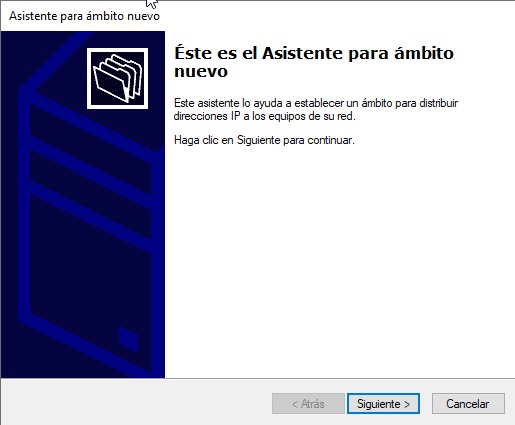 Asistente para ámbito nuevo
Éste es el Asistente para ámbito
nuevo
Este asistente lo ayuda a establecer un ámbito para distribuir
direcciones IP a los equipos de su red.
Haga clic en Siguiente para continuar.
< Atrás
Siguiente >
Cancelar